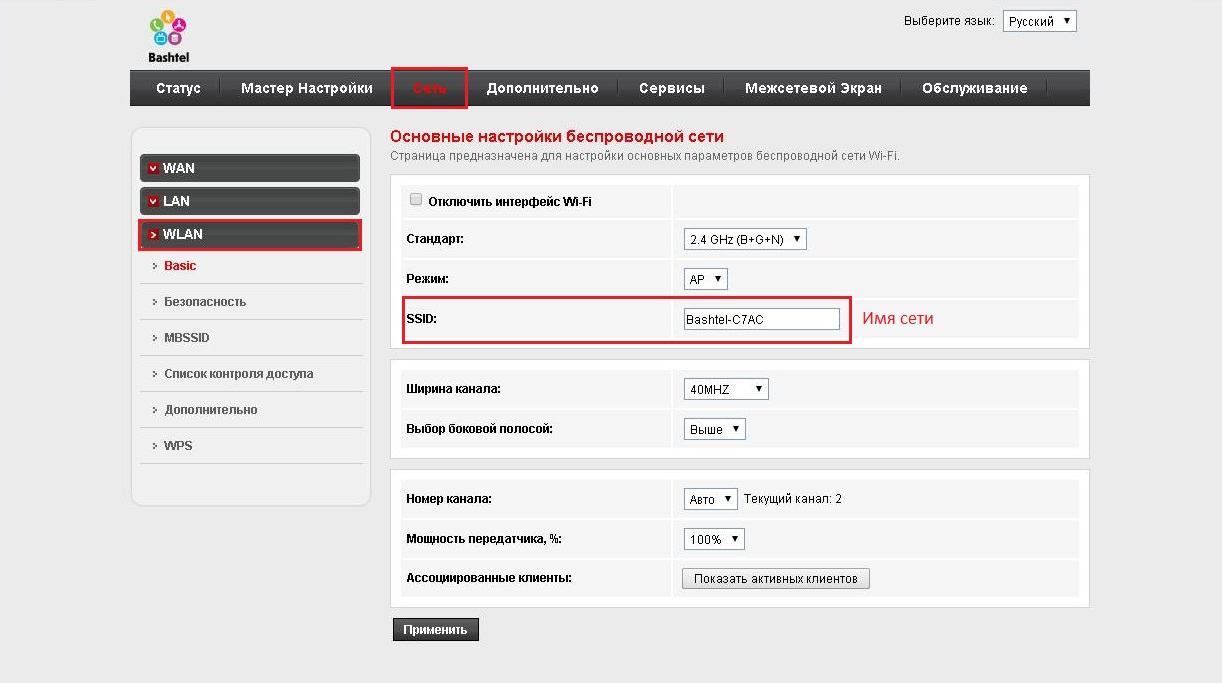 Bashtel
Выберите язык: Русский
Статус Мастер Настройки Сеть Дополнительно Сервисы Межсетевой Экран Обслуживание
WAN
LAN
WLAN
Basic
Безопасность
MBSSID
Список контроля доступа
Дополнительно
WPS
Основные настройки беспроводной сети
Страница предназначена для настройки основных параметров беспроводной сети Wi-Fi.
Отключить интерфейс Wi-Fi
Стандарт: 2.4 GHz (B+G+N)
Режим: AP
SSID: Bashtel-C7AC Имя сети
Ширина канала: 40MHZ
Выбор боковой полосой: Выше
Номер канала: Авто Текущий канал: 2
Мощность передатчика, %: 100%
Ассоциированные клиенты: Показать активных клиентов
Применить